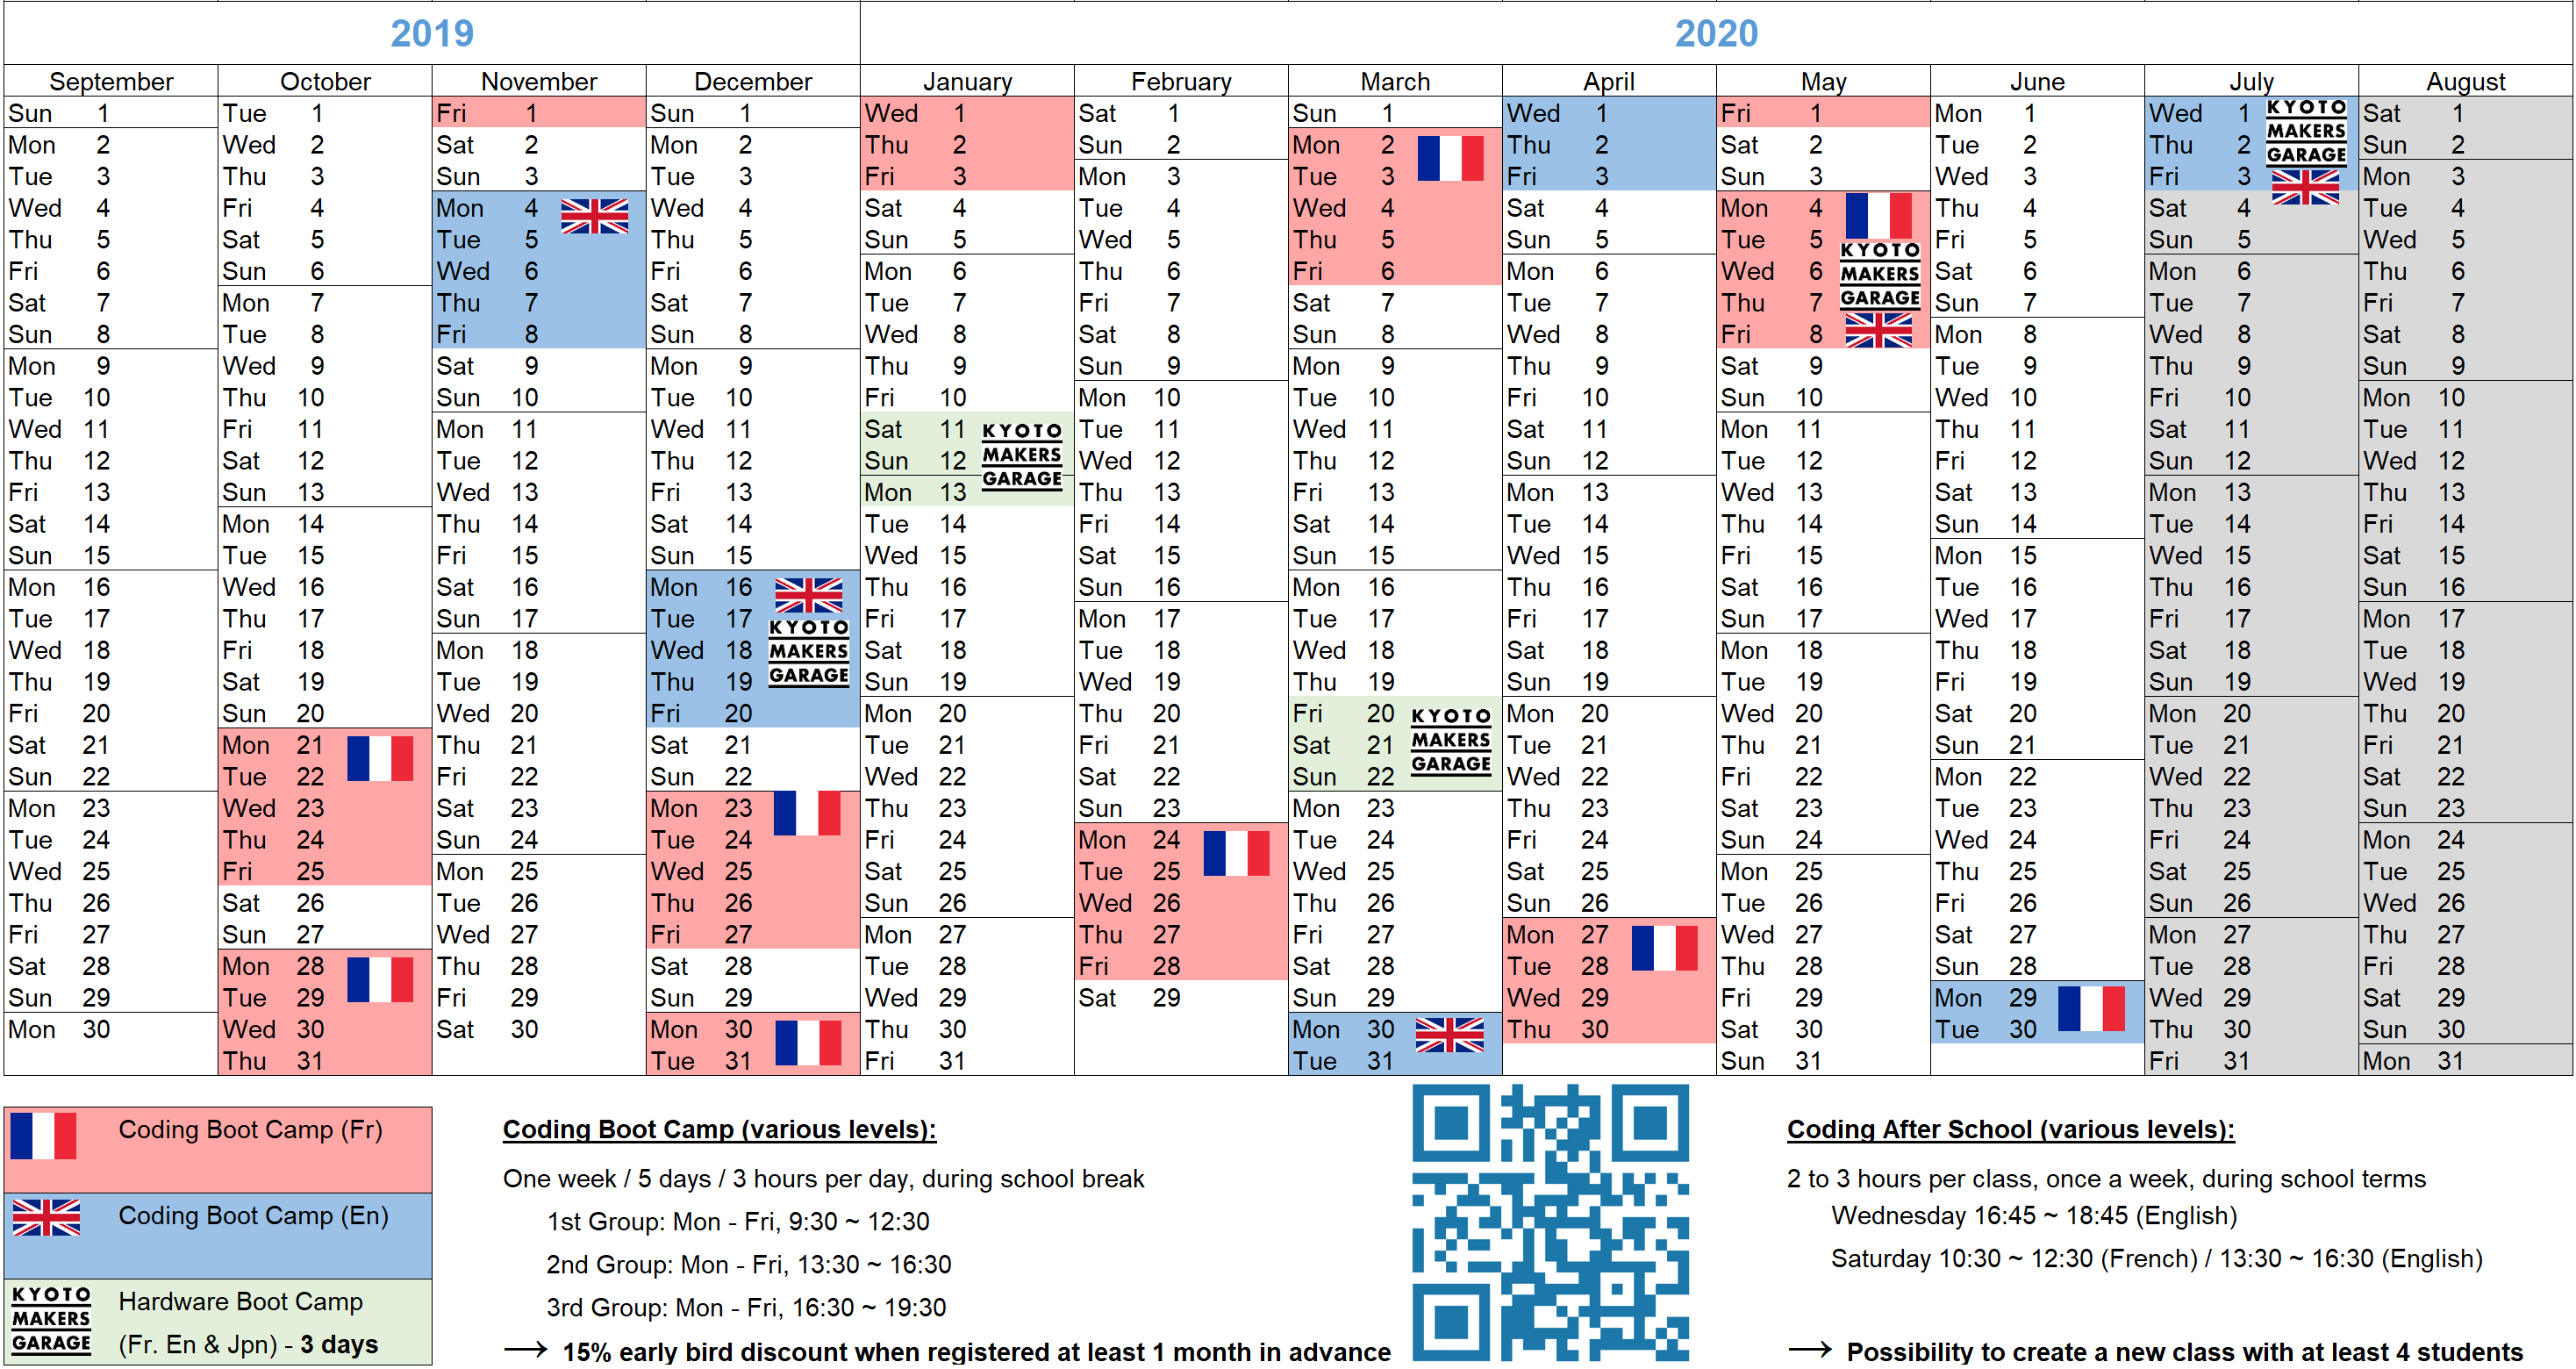 2019 2020
September October November December January February March April May June July August
Sun 1 Tue 1 Fri 1 Sun 1 Wed 1 Sat 1 Sun 1 Wed 1 Fri 1 Mon 1 Wed 1 KYOTO Sat 1
Mon 2 Wed 2 Sat 2 Mon 2 Thu 2 Sun 2 Mon 2 Thu 2 Sat 2 Tue 2 Thu 2 MAKERS GARAGE Sun 2
Tue 3 Thu 3 Sun 3 Tue 3 Fri 3 Mon 3 Tue 3 Fri 3 Sun 3 Wed 3 Fri 3 Mon 3
Wed 4 Fri 4 Mon 4 Wed 4 Sat 4 Tue 4 Wed 4 Sat 4 Mon 4 Thu 4 Sat 4 Tue 4
Thu 5 Sat 5 Tue 5 Thu 5 Sun 5 Wed 5 Thu 5 Sun 5 Tue 5 KYOTO Fri 5 Sun 5 Wed 5
Fri 6 Sun 6 Wed 6 Fri 6 Mon 6 Thu 6 Fri 6 Mon 6 Wed 6 MAKERS Sat 6 Mon 6 Thu 6
Sat 7 Mon 7 Thu 7 Sat 7 Tue 7 Fri 7 Sat 7 Tue 7 Thu 7 GARAGE Sun 7 Tue 7 Fri 7
Sun 8 Tue 8 Fri 8 Sun 8 Wed 8 Sat 8 Sun 8 Wed 8 Fri 8 Mon 8 Wed 8 Sat 8
Mon 9 Wed 9 Sat 9 Mon 9 Thu 9 Sun 9 Mon 9 Thu 9 Sat 9 Tue 9 Thu 9 Sun 9
Tue 10 Thu 10 Sun 10 Tue 10 Fri 10 Mon 10 Tue 10 Fri 10 Sun 10 Wed 10 Fri 10 Mon 10
Wed 11 Fri 11 Mon 11 Wed 11 Sat 11 KYOTO Tue 11 Wed 11 Sat 11 Mon 11 Thu 11 Sat 11 Tue 11
Thu 12 Sat 12 Tue 12 Thu 12 Sun 12 MAKERS Wed 12 Thu 12 Sun 12 Tue 12 Fri 12 Sun 12 Wed 12
Fri 13 Sun 13 Wed 13 Fri 13 Mon 13 GARAGE Thu 13 Fri 13 Mon 13 Wed 13 Sat 13 Mon 13 Thu 13
Sat 14 Mon 14 Thu 14 Sat 14 Tue 14 Fri 14 Sat 14 Tue 14 Thu 14 Sun 14 Tue 14 Fri 14
Sun 15 Tue 15 Fri 15 Sun 15 Wed 15 Sat 15 Sun 15 Wed 15 Fri 15 Mon 15 Wed 15 Sat 15
Mon 16 Wed 16 Sat 16 Mon 16 Thu 16 Sun 16 Mon 16 Thu 16 Sat 16 Tue 16 Thu 16 Sun 16
Tue 17 Thu 17 Sun 17 Tue 17 KYOTO Fri 17 Mon 17 Tue 17 Fri 17 Sun 17 Wed 17 Fri 17 Mon 17
Wed 18 Fri 18 Mon 18 Wed 18 MAKERS Sat 18 Tue 18 Wed 18 Sat 18 Mon 18 Thu 18 Sat 18 Tue 18
Thu 19 Sat 19 Tue 19 Thu 19 GARAGE Sun 19 Wed 19 Thu 19 Sun 19 Tue 19 Fri 19 Sun 19 Wed 19
Fri 20 Sun 20 Wed 20 Fri 20 Mon 20 Thu 20 Fri 20 KYOTO Mon 20 Wed 20 Sat 20 Mon 20 Thu 20
Sat 21 Mon 21 Thu 21 Sat 21 Tue 21 Fri 21 Sat 21 MAKERS Tue 21 Thu 21 Sun 21 Tue 21 Fri 21
Sun 22 Tue 22 Fri 22 Sun 22 Wed 22 Sat 22 Sun 22 GARAGE Wed 22 Fri 22 Mon 22 Wed 22 Sat 22
Mon 23 Wed 23 Sat 23 Mon 23 Thu 23 Sun 23 Mon 23 Thu 23 Sat 23 Tue 23 Thu 23 Sun 23
Tue 24 Thu 24 Sun 24 Tue 24 Fri 24 Mon 24 Tue 24 Fri 24 Sun 24 Wed 24 Fri 24 Mon 24
Wed 25 Fri 25 Mon 25 Wed 25 Sat 25 Tue 25 Wed 25 Sat 25 Mon 25 Thu 25 Sat 25 Tue 25
Thu 26 Sat 26 Tue 26 Thu 26 Sun 26 Wed 26 Thu 26 Sun 26 Tue 26 Fri 26 Sun 26 Wed 26
Fri 27 Sun 27 Wed 27 Fri 27 Mon 27 Thu 27 Fri 27 Mon 27 Wed 27 Sat 27 Mon 27 Thu 27
Sat 28 Mon 28 Thu 28 Sat 28 Tue 28 Fri 28 Sat 28 Tue 28 Thu 28 Sun 28 Tue 28 Fri 28
Sun 29 Tue 29 Fri 29 Sun 29 Wed 29 Sat 29 Sun 29 Wed 29 Fri 29 Mon 29 Wed 29 Sat 29
Mon 30 Wed 30 Sat 30 Mon 30 Thu 30 Mon 30 Thu 30 Sat 30 Tue 30 Thu 30 Sun 30
Thu 31 Tue 31 Fri 31 Tue 31 Sun 31 Fri 31 Mon 31
Coding Boot Camp (Fr)
Coding Boot Camp (En)
KYOTO
MAKERS
GARAGE
Hardware Boot Camp
(Fr. En & Jpn) - 3 days
Coding Boot Camp (various levels):
One week / 5 days / 3 hours per day, during school break
1st Group: Mon - Fri, 9:30 ~ 12:30
2nd Group: Mon - Fri, 13:30 ~ 16:30
3rd Group: Mon - Fri, 16:30 ~ 19:30
→ 15% early bird discount when registered at least 1 month in advance
Coding After School (various levels):
2 to 3 hours per class, once a week, during school terms
Wednesday 16:45 ~ 18:45 (English)
Saturday 10:30 ~ 12:30 (French) / 13:30 ~ 16:30 (English)
→ Possibility to create a new class with at least 4 students